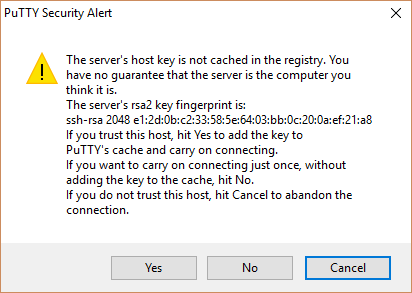 PuTTY Security Alert
The server's host key is not cached in the registry. You
have no guarantee that the server is the computer you
think it is.
The server's rsa2 key fingerprint is:
ssh-rsa 2048 e1:2d:0b:c2:33:58:5e:64:03:bb:0c:20:0a:ef:21:a8
If you trust this host, hit Yes to add the key to
PuTTY's cache and carry on connecting.
If you want to carry on connecting just once, without
adding the key to the cache, hit No.
If you do not trust this host, hit Cancel to abandon the
connection.
Yes
No
Cancel